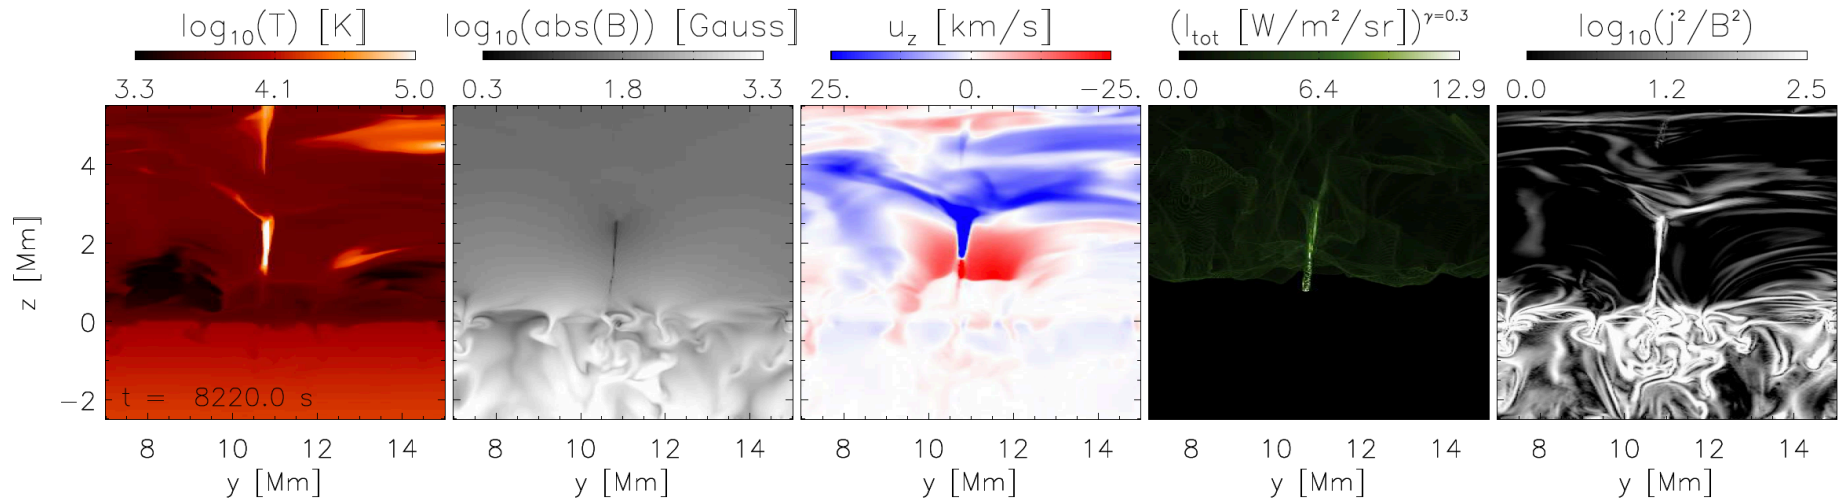 log₁₀(T) [K]
log₁₀(abs(B)) [Gauss]
u_z [km/s]
(I_tot [W/m²/sr])^γ=0.3
log₁₀(j²/B²)
3.3 4.1 5.0
0.3 1.8 3.3
25. 0. −25.
0.0 6.4 12.9
0.0 1.2 2.5
z [Mm]
4
2
0
−2
t = 8220.0 s
8 10 12 14
8 10 12 14
8 10 12 14
8 10 12 14
8 10 12 14
y [Mm]
y [Mm]
y [Mm]
y [Mm]
y [Mm]